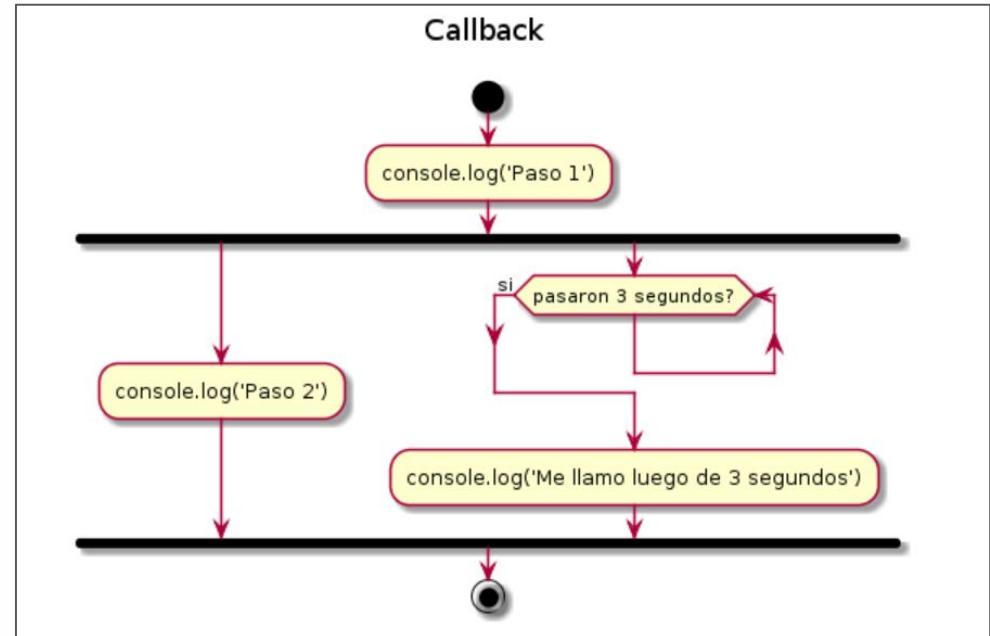 Callback
console.log('Paso 1')
si
pasaron 3 segundos?
console.log('Paso 2')
console.log('Me llamo luego de 3 segundos')